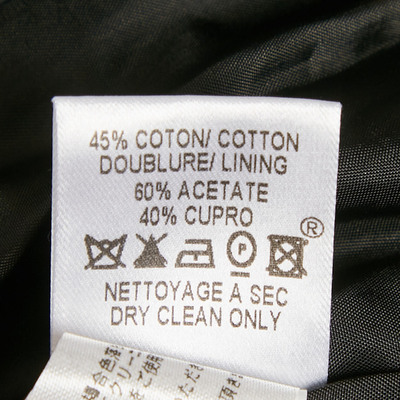 45% COTON/ COTTON
DOUBLURE/ LINING
60% ACETATE
40% CUPRO
®
P
NETTOYAGE A SEC
DRY CLEAN ONLY